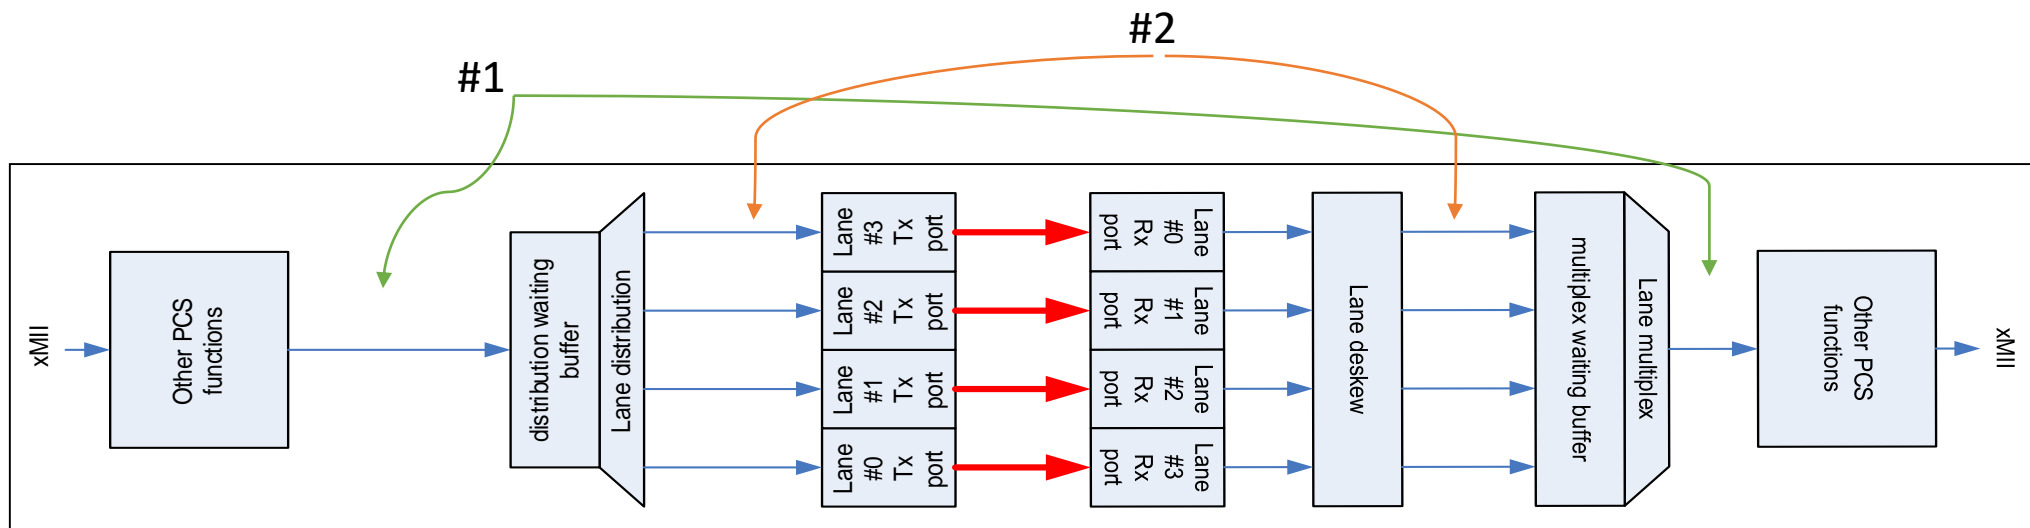 #2
#1
xMII
Other PCS
functions
distribution waiting
buffer
Lane distribution
Lane
#3
Tx
port
Lane
#2
Tx
port
Lane
#1
Tx
port
Lane
#0
Tx
port
Lane
#0
Rx
port
Lane
#1
Rx
port
Lane
#2
Rx
port
Lane
#3
Rx
port
Lane deskew
multiplex waiting buffer
Lane multiplex
Other PCS
functions
xMII